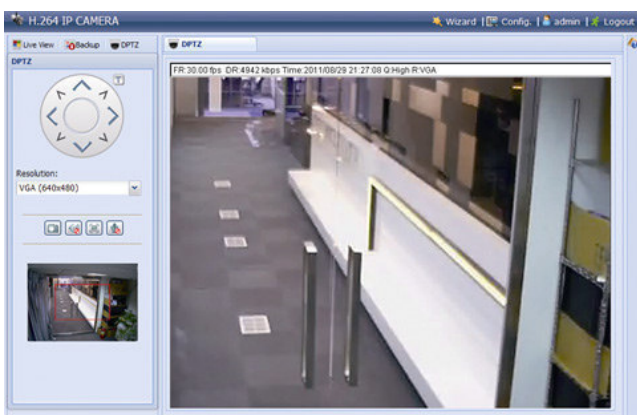 H.264 IP CAMERA
Wizard | Config. | admin | Logout
Live View Backup DPTZ
DPTZ
DPTZ
FR:30.00 fps DR:4942 kbps Time:2011/08/29 21:27:08 Q:High R:VGA
T
Resolution:
VGA (640x480)